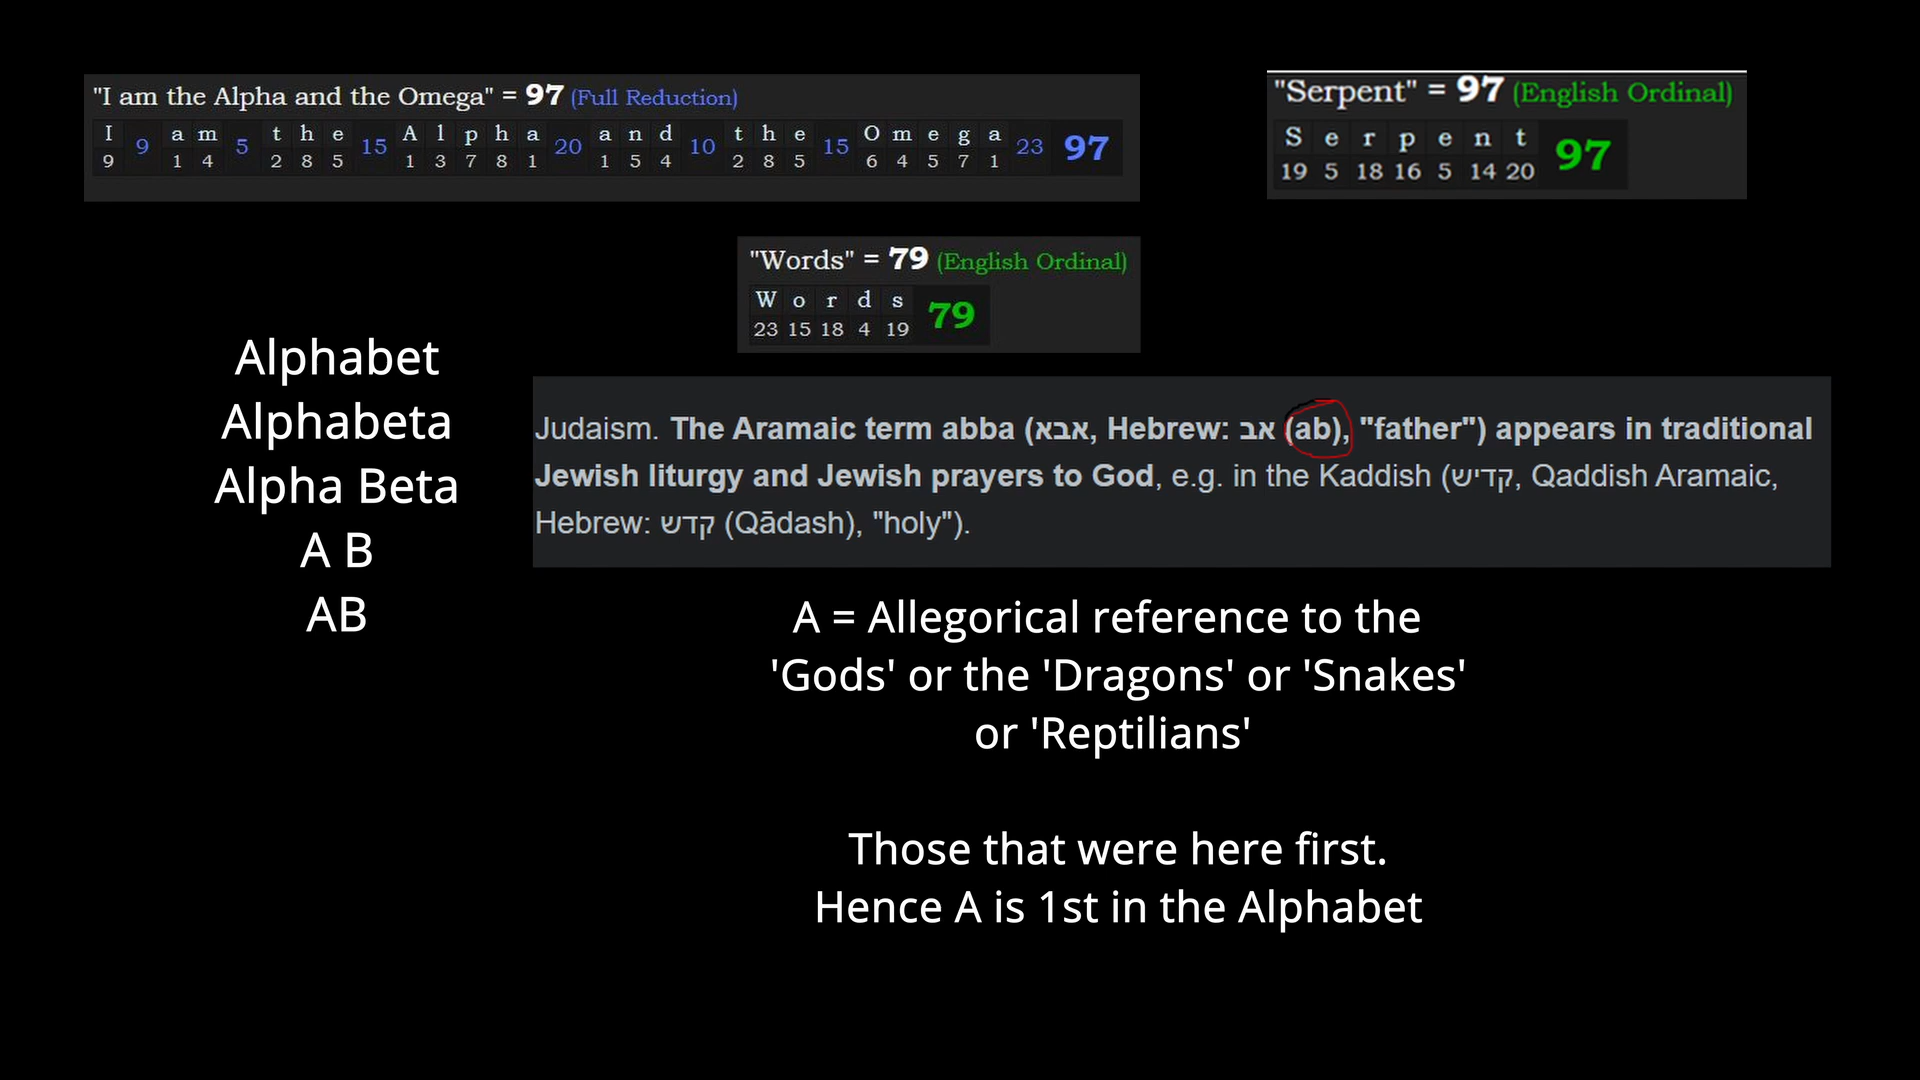 "I am the Alpha and the Omega" = 97 (Full Reduction)
I 9 a m 5 t h e 15 A l p h a 20 a n d 10 t h e 15 O m e g a 23 97
9 1 4 2 8 5 1 3 7 8 1 1 5 4 2 8 5 6 4 5 7 1
"Serpent" = 97 (English Ordinal)
S e r p e n t 97
19 5 18 16 5 14 20
"Words" = 79 (English Ordinal)
W o r d s 79
23 15 18 4 19
Alphabet
Alphabeta
Alpha Beta
A B
AB
Judaism. The Aramaic term abba (אבא, Hebrew: אב (ab), "father") appears in traditional
Jewish liturgy and Jewish prayers to God, e.g. in the Kaddish (קדיש, Qaddish Aramaic,
Hebrew: קדש (Qādash), "holy").
A = Allegorical reference to the
'Gods' or the 'Dragons' or 'Snakes'
or 'Reptilians'
Those that were here first.
Hence A is 1st in the Alphabet